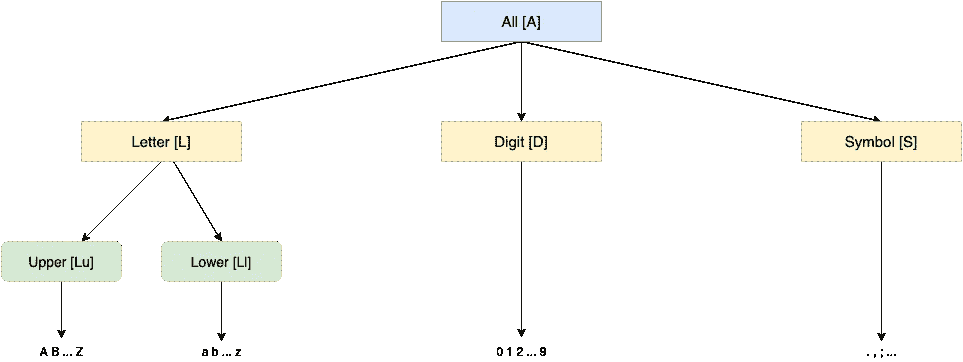 All [A]
Letter [L]
Digit [D]
Symbol [S]
Upper [Lu]
Lower [Ll]
A B ... Z
a b ... z
0 1 2 ... 9
. , ; ...